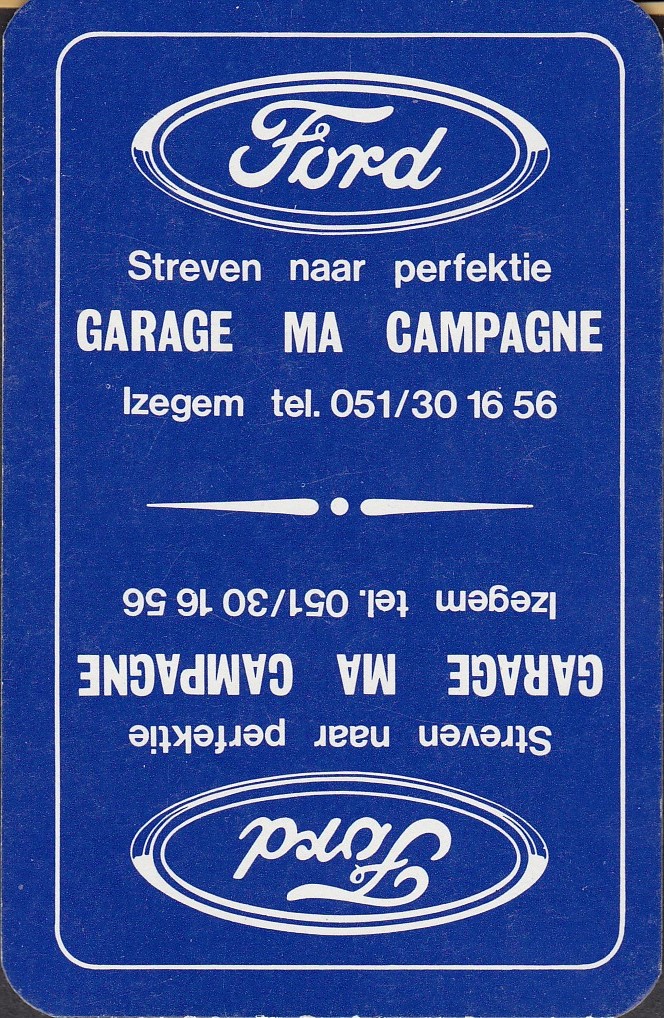 Ford
Streven naar perfektie
GARAGE MA CAMPAGNE
Izegem tel. 051/30 16 56
Izegem tel. 051/30 16 56
GARAGE MA CAMPAGNE
Streven naar perfektie
Ford